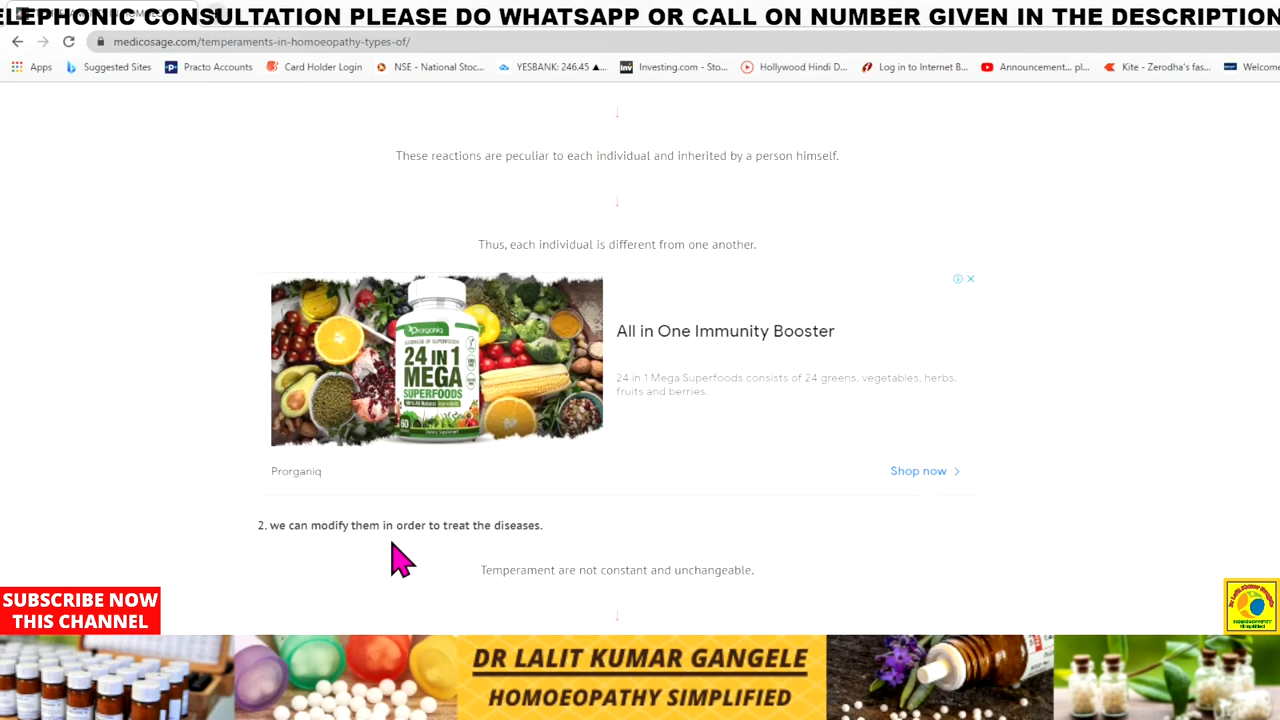 ELEPHONIC CONSULTATION PLEASE DO WHATSAPP OR CALL ON NUMBER GIVEN IN THE DESCRIPTION
medicosage.com/temperaments-in-homoeopathy-types-of/
Apps Suggested Sites Practo Accounts Card Holder Login NSE - National Stoc... YESBANK: 246.45 ▲... Investing.com - Sto... Hollywood Hindi D... Log in to Internet B... Announcement... pl... Kite - Zerodha's fas... Welcome
↓
These reactions are peculiar to each individual and inherited by a person himself.
↓
Thus, each individual is different from one another.
Prorganiq
24 IN 1
MEGA
SUPERFOODS
60
All in One Immunity Booster
24 in 1 Mega Superfoods consists of 24 greens, vegetables, herbs,
fruits and berries.
Prorganiq
Shop now
2. we can modify them in order to treat the diseases.
Temperament are not constant and unchangeable.
↓
SUBSCRIBE NOW
THIS CHANNEL
DR LALIT KUMAR GANGELE
HOMOEOPATHY SIMPLIFIED